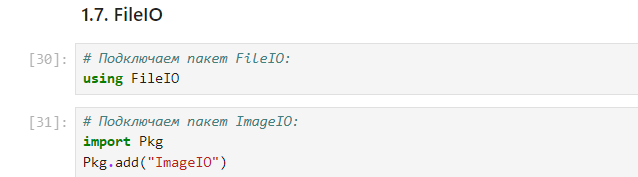 1.7. FileIO
[30]: # Подключаем пакет FileIO:
using FileIO
[31]: # Подключаем пакет ImageIO:
import Pkg
Pkg.add("ImageIO")